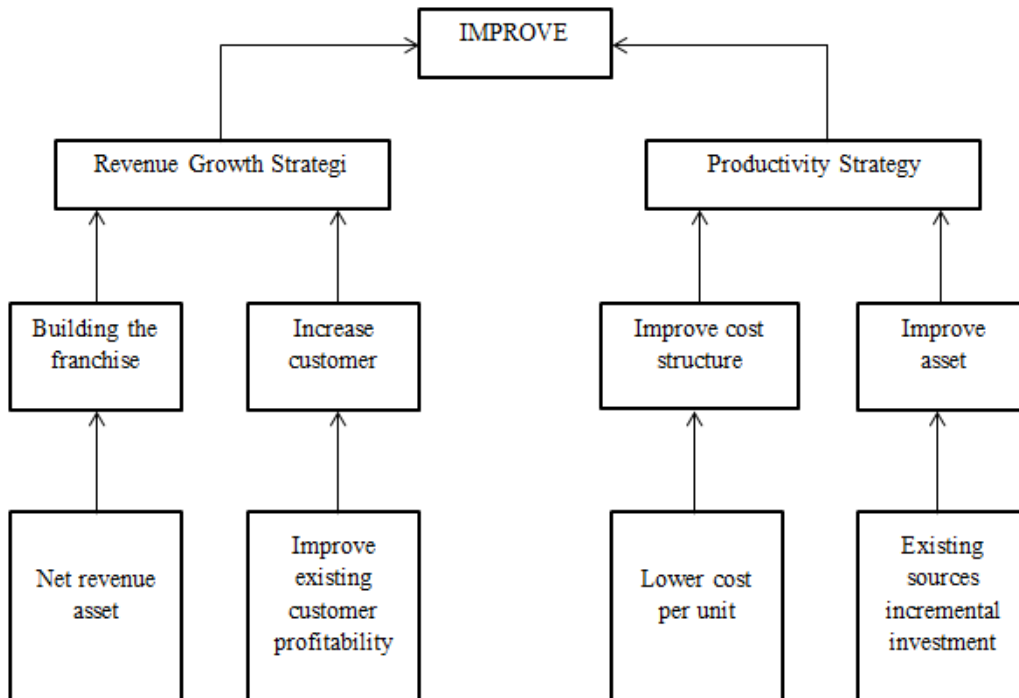 IMPROVE
Revenue Growth Strategi
Productivity Strategy
Building the
franchise
Increase
customer
Improve cost
structure
Improve
asset
Net revenue
asset
Improve
existing
customer
profitability
Lower cost
per unit
Existing
sources
incremental
investment